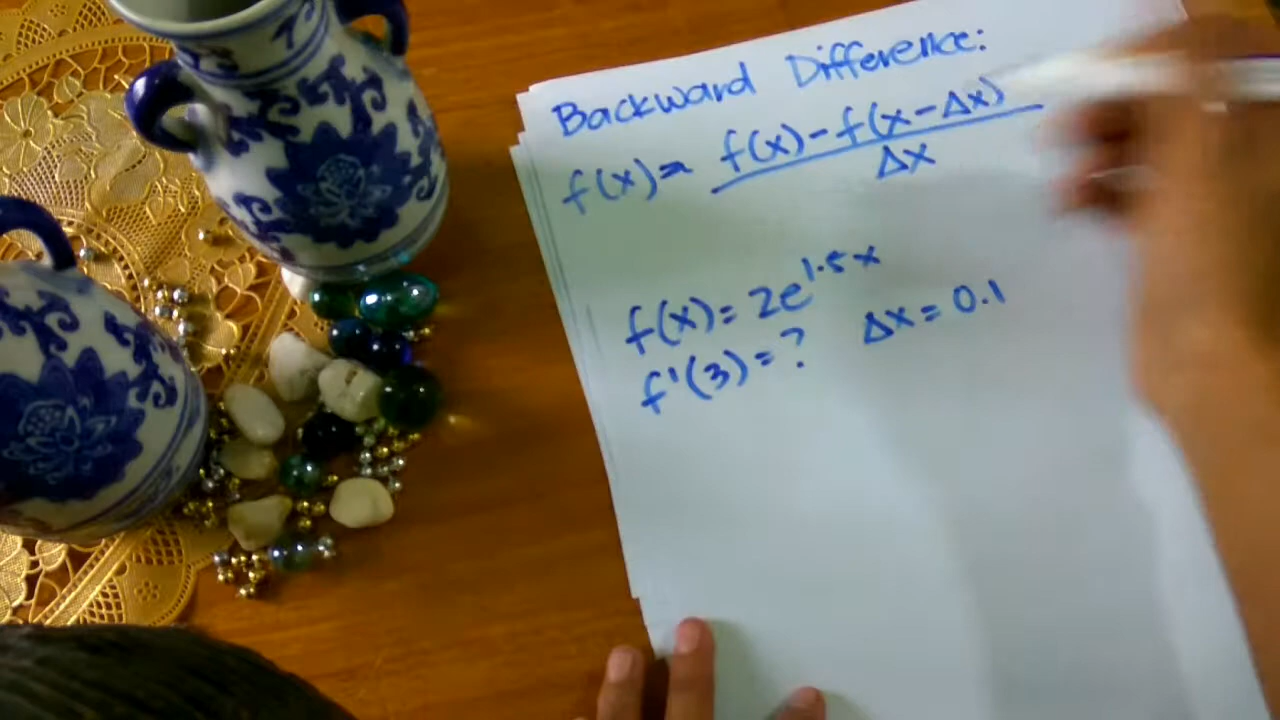 Backward Difference:
f(x)= f(x)-f(x-Δx) / Δx
f(x)= 2e^1.5x
f'(3)=? Δx=0.1